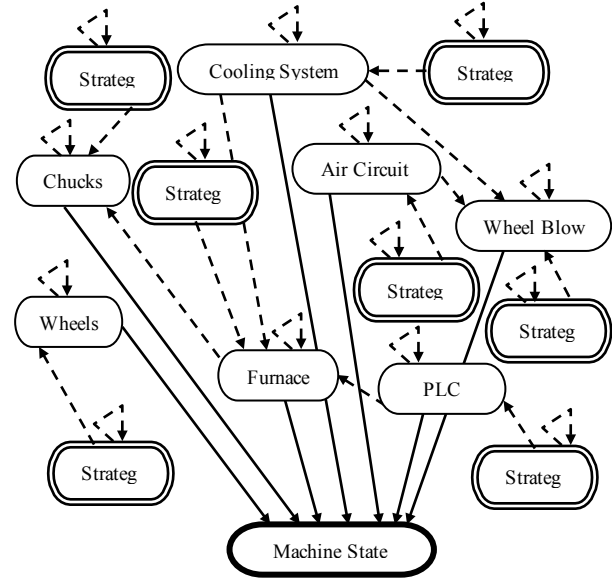 Strateg
Cooling System
Strateg
Chucks
Strateg
Air Circuit
Wheel Blow
Strateg
Wheels
Strateg
Furnace
PLC
Strateg
Strateg
Machine State